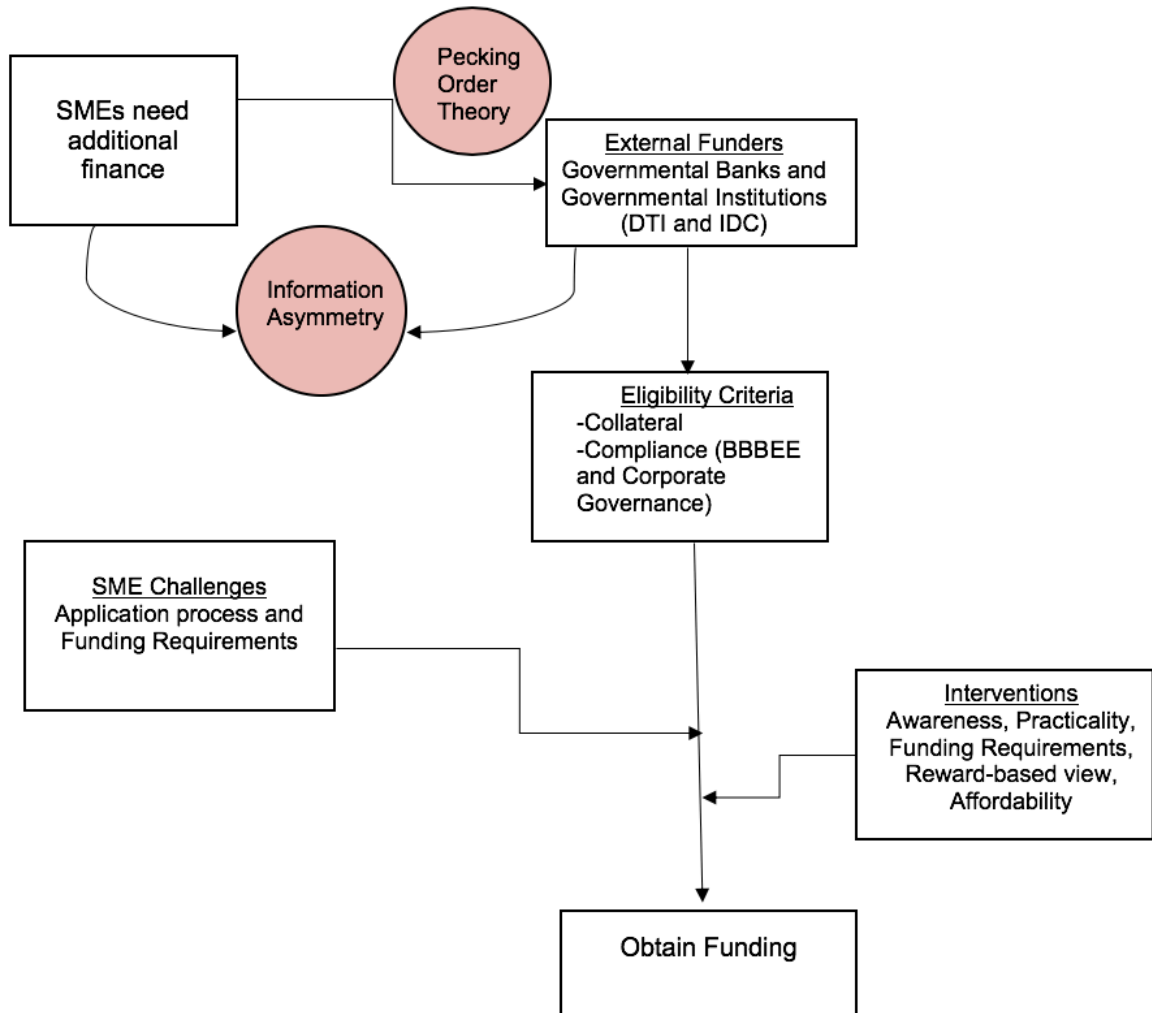 Pecking
Order
Theory
SMEs need
additional
finance
External Funders
Governmental Banks and
Governmental Institutions
(DTI and IDC)
Information
Asymmetry
Eligibility Criteria
-Collateral
-Compliance (BBBEE
and Corporate
Governance)
SME Challenges
Application process and
Funding Requirements
Interventions
Awareness, Practicality,
Funding Requirements,
Reward-based view,
Affordability
Obtain Funding